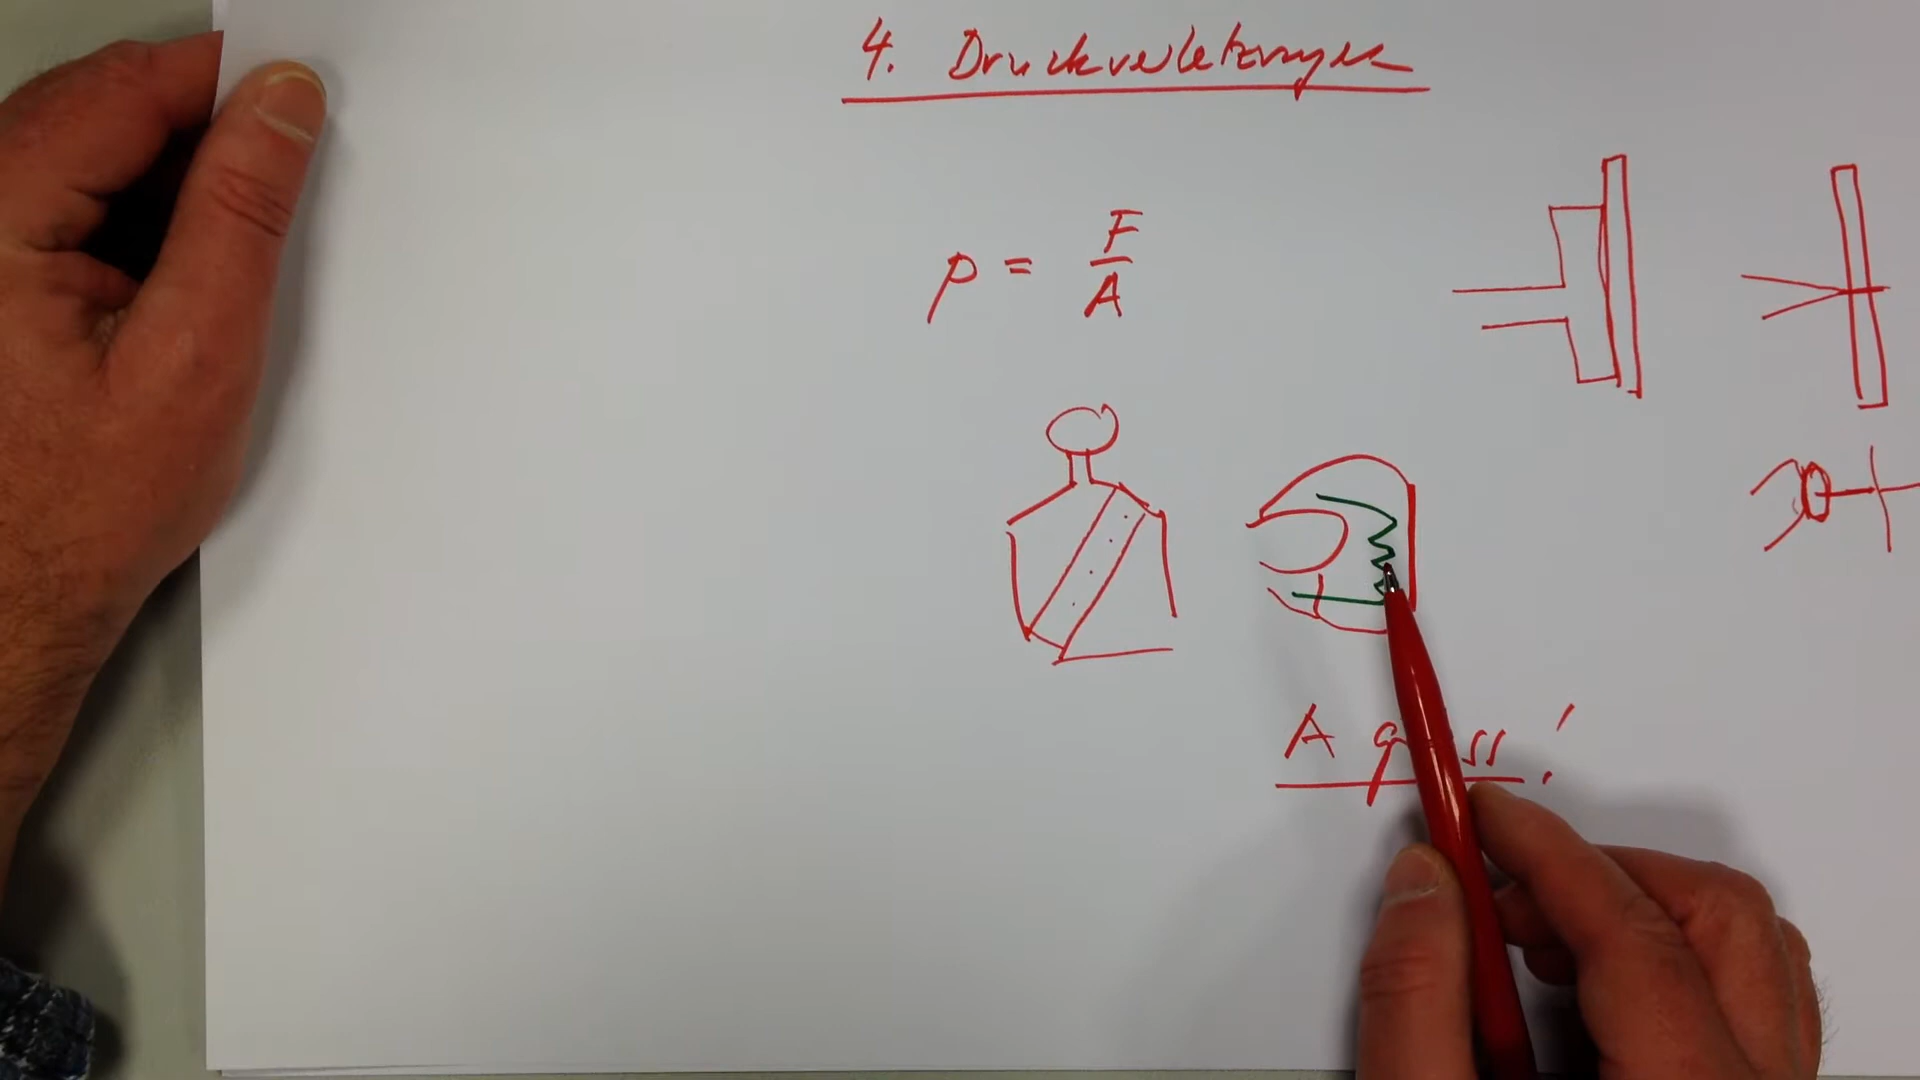 4. Druckverletzungen
p = F/A
A gross!